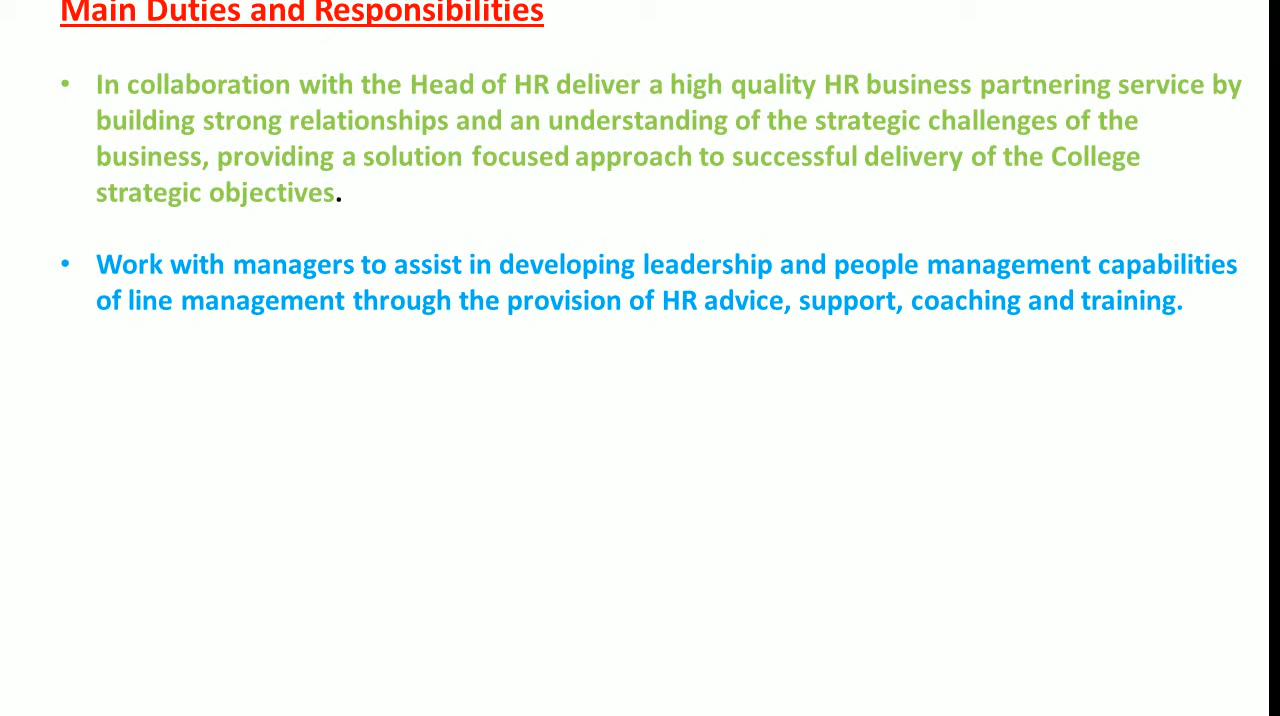 Main Duties and Responsibilities
• In collaboration with the Head of HR deliver a high quality HR business partnering service by
building strong relationships and an understanding of the strategic challenges of the
business, providing a solution focused approach to successful delivery of the College
strategic objectives.
• Work with managers to assist in developing leadership and people management capabilities
of line management through the provision of HR advice, support, coaching and training.